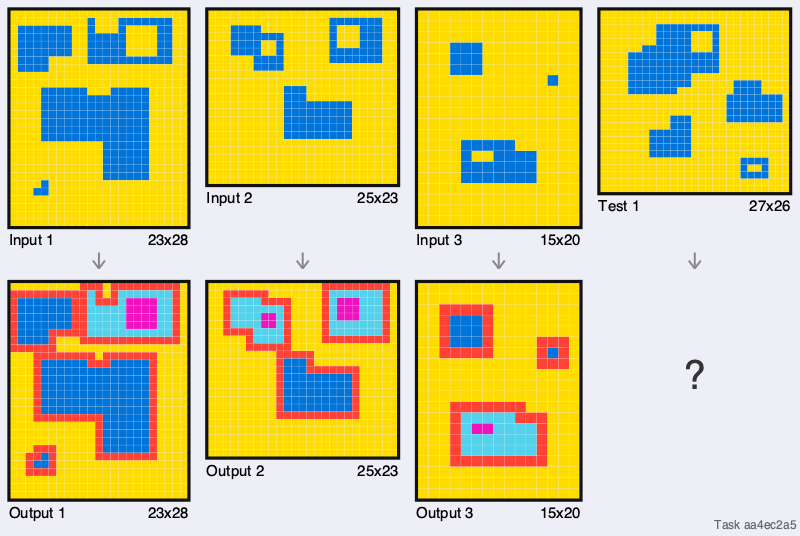 Input 1 23x28
Input 2 25x23
Input 3 15x20
Test 1 27x26
?
Output 1 23x28
Output 2 25x23
Output 3 15x20
Task aa4ec2a5